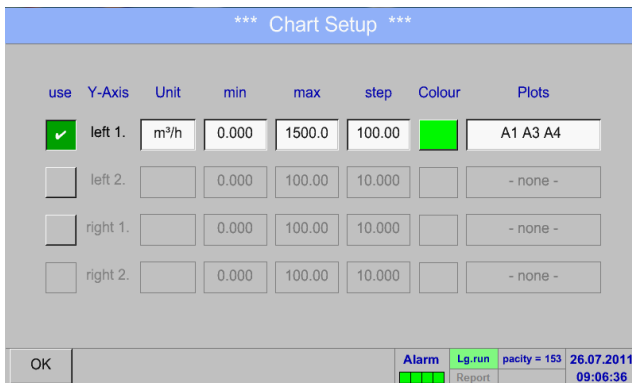 *** Chart Setup ***
use Y-Axis Unit min max step Colour Plots
left 1. m³/h 0.000 1500.0 100.00 A1 A3 A4
left 2. 0.000 100.00 10.000 - none -
right 1. 0.000 100.00 10.000 - none -
right 2. 0.000 100.00 10.000 - none -
OK Alarm Lg.run pacity = 153 26.07.2011
Report 09:06:36